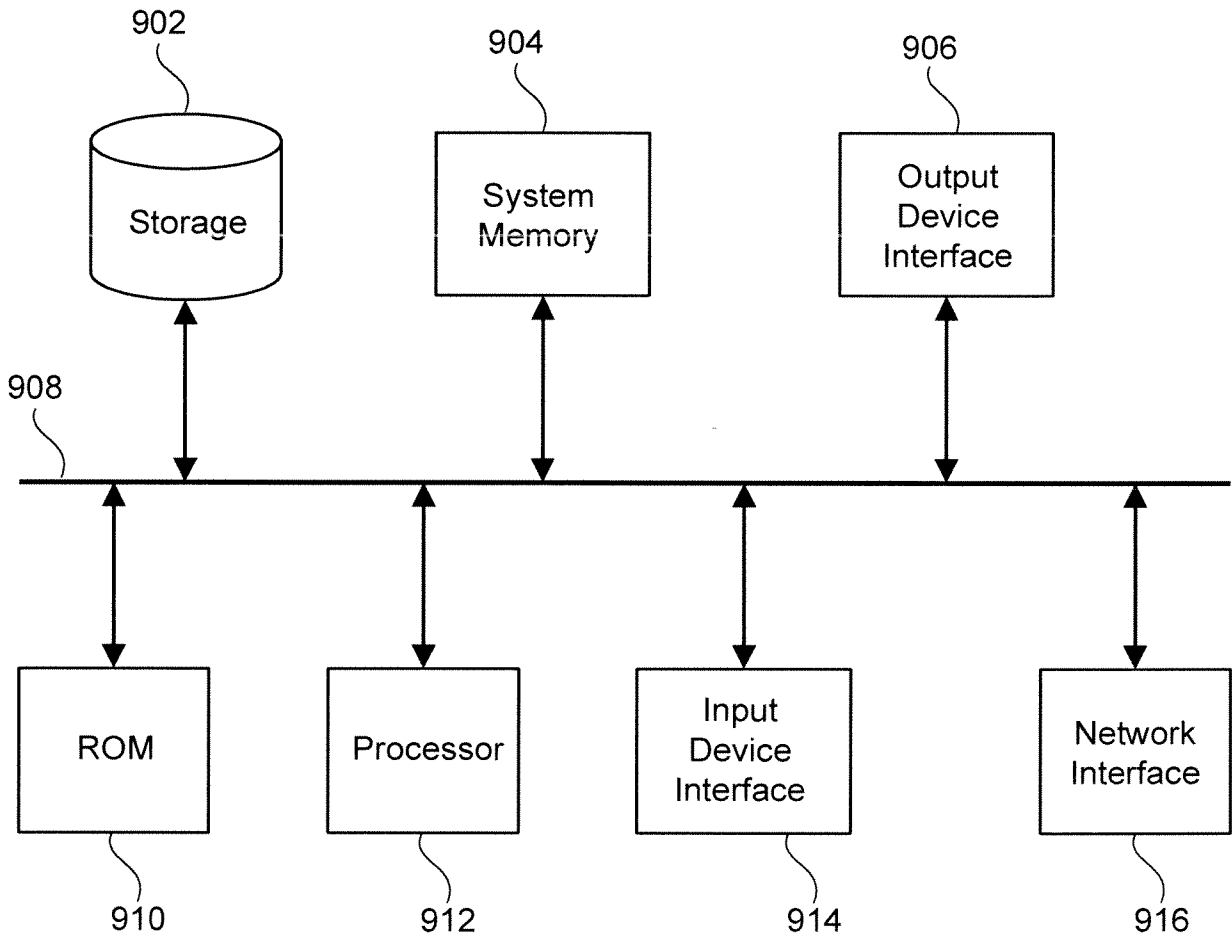 902
904
906
Storage
System
Memory
Output
Device
Interface
908
ROM
Processor
Input
Device
Interface
Network
Interface
910
912
914
916